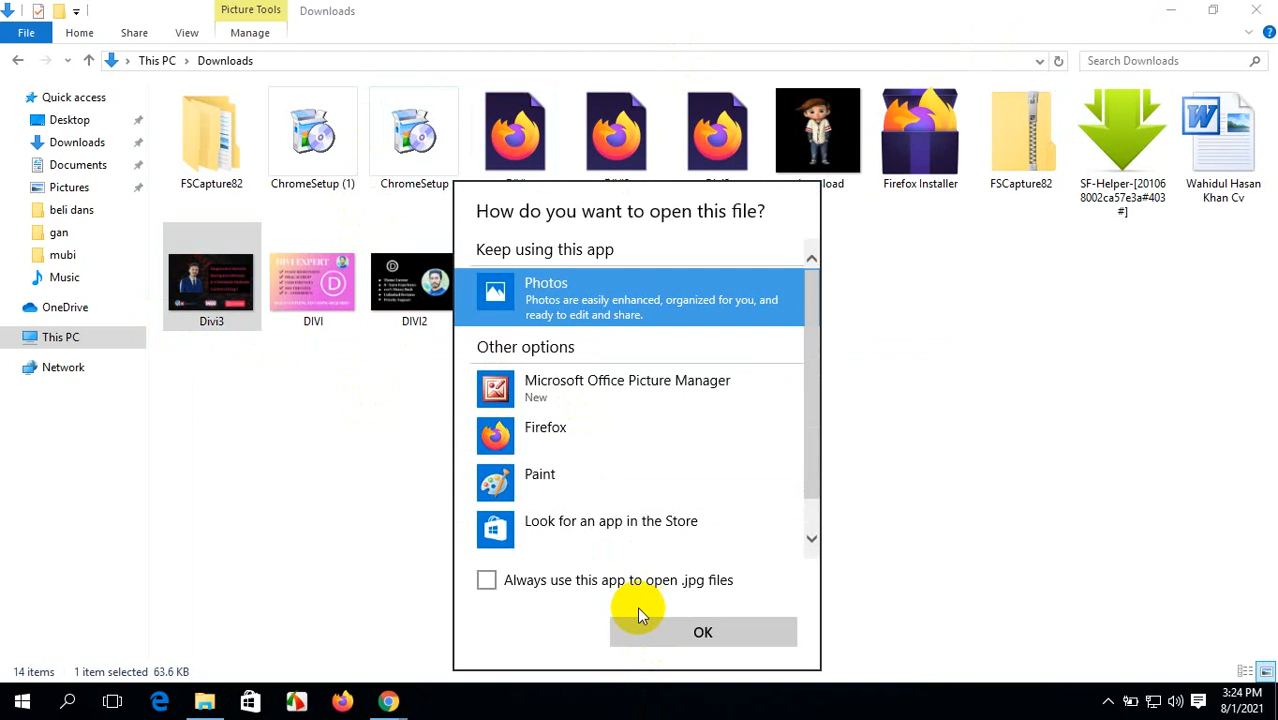 Picture Tools
Downloads
File
Home
Share
View
Manage
This PC
Downloads
Search Downloads
Quick access
Desktop
Downloads
Documents
Pictures
beli dans
gan
mubi
Music
OneDrive
This PC
Network
FSCapture82
ChromeSetup (1)
ChromeSetup
Firefox Installer
FSCapture82
SF-Helper-[20106
8002ca57e3a#403
#]
Wahidul Hasan
Khan Cv
Divi3
DIVI
DIVI2
DIVI EXPERT
How do you want to open this file?
Keep using this app
Photos
Photos are easily enhanced, organized for you, and
ready to edit and share.
Other options
Microsoft Office Picture Manager
New
Firefox
Paint
Look for an app in the Store
Always use this app to open .jpg files
OK
14 items
1 item selected 63.6 KB
3:24 PM
8/1/2021